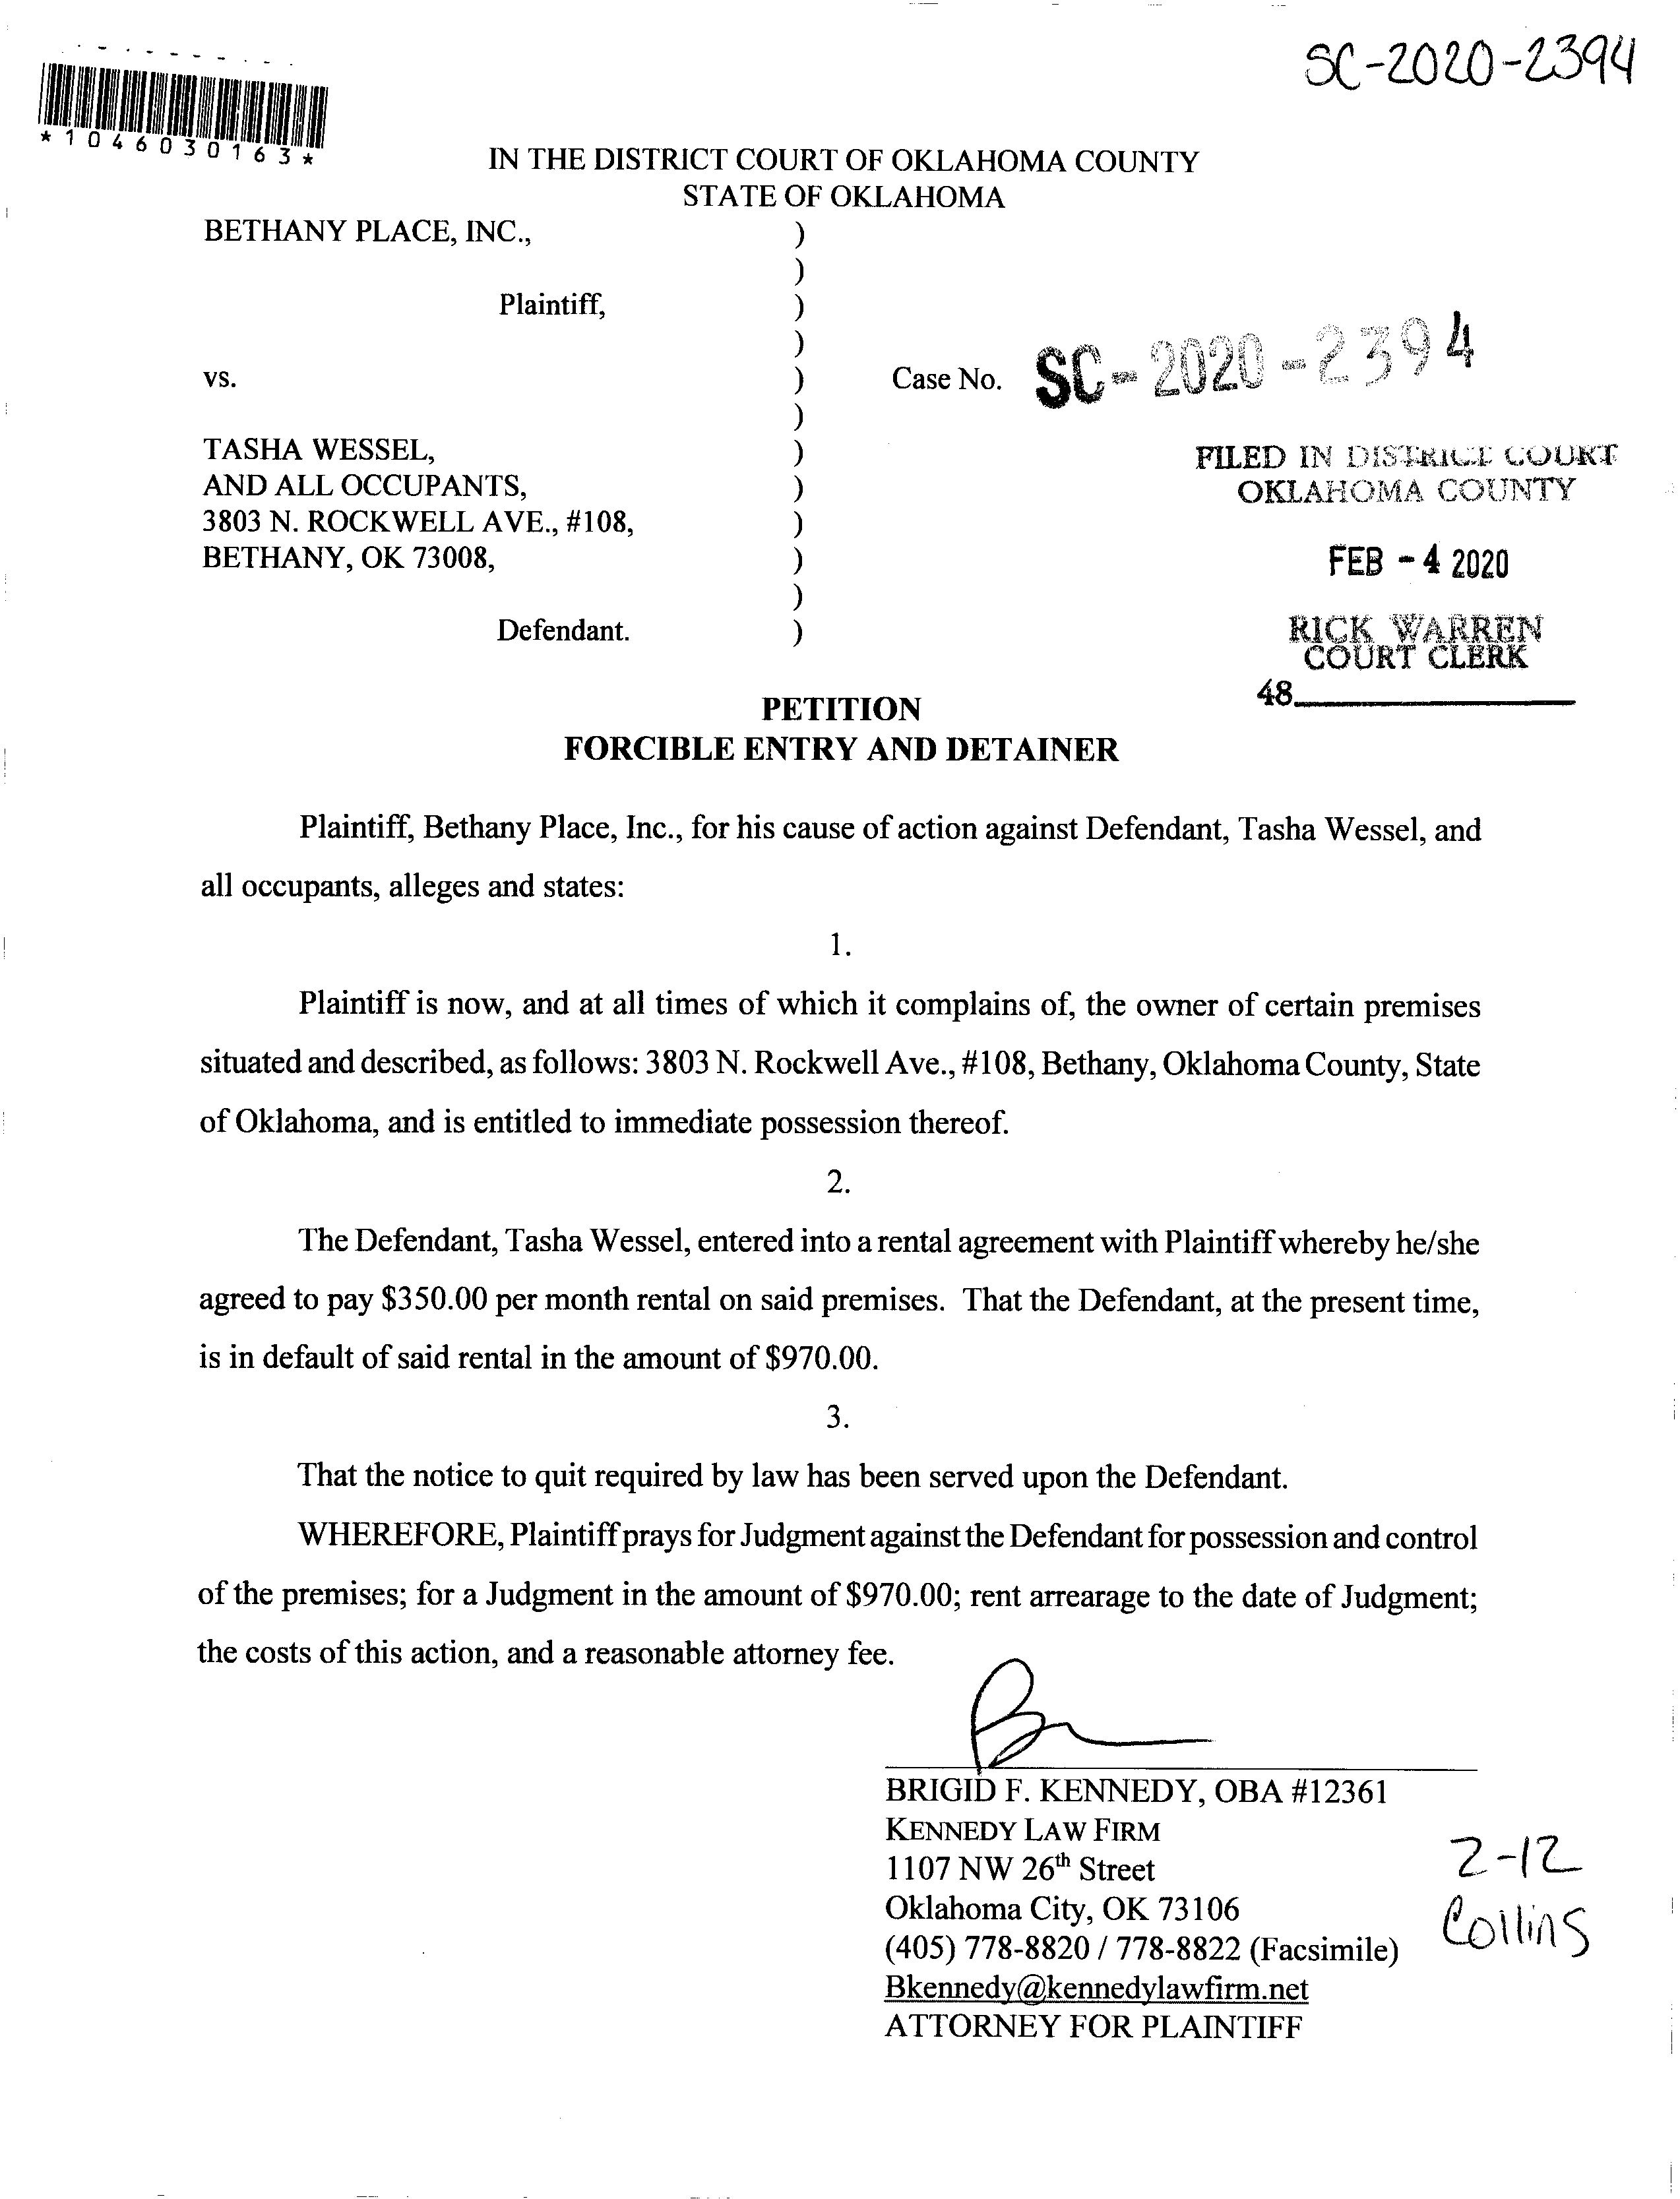 SC-2020-2394
*1046030163*
IN THE DISTRICT COURT OF OKLAHOMA COUNTY
STATE OF OKLAHOMA
BETHANY PLACE, INC., )
)
Plaintiff, )
)
vs. ) Case No. SC-2020-2394
)
TASHA WESSEL, )
AND ALL OCCUPANTS, )
3803 N. ROCKWELL AVE., #108, )
BETHANY, OK 73008, )
)
Defendant. )
FILED IN DISTRICT COURT
OKLAHOMA COUNTY
FEB - 4 2020
RICK WARREN
COURT CLERK
48
PETITION
FORCIBLE ENTRY AND DETAINER
Plaintiff, Bethany Place, Inc., for his cause of action against Defendant, Tasha Wessel, and
all occupants, alleges and states:
1.
Plaintiff is now, and at all times of which it complains of, the owner of certain premises
situated and described, as follows: 3803 N. Rockwell Ave., #108, Bethany, Oklahoma County, State
of Oklahoma, and is entitled to immediate possession thereof.
2.
The Defendant, Tasha Wessel, entered into a rental agreement with Plaintiff whereby he/she
agreed to pay $350.00 per month rental on said premises. That the Defendant, at the present time,
is in default of said rental in the amount of $970.00.
3.
That the notice to quit required by law has been served upon the Defendant.
WHEREFORE, Plaintiff prays for Judgment against the Defendant for possession and control
of the premises; for a Judgment in the amount of $970.00; rent arrearage to the date of Judgment;
the costs of this action, and a reasonable attorney fee.
BRIGID F. KENNEDY, OBA #12361
KENNEDY LAW FIRM
1107 NW 26th Street
Oklahoma City, OK 73106
(405) 778-8820 / 778-8822 (Facsimile)
Bkennedy@kennedylawfirm.net
ATTORNEY FOR PLAINTIFF
2-12
Collins